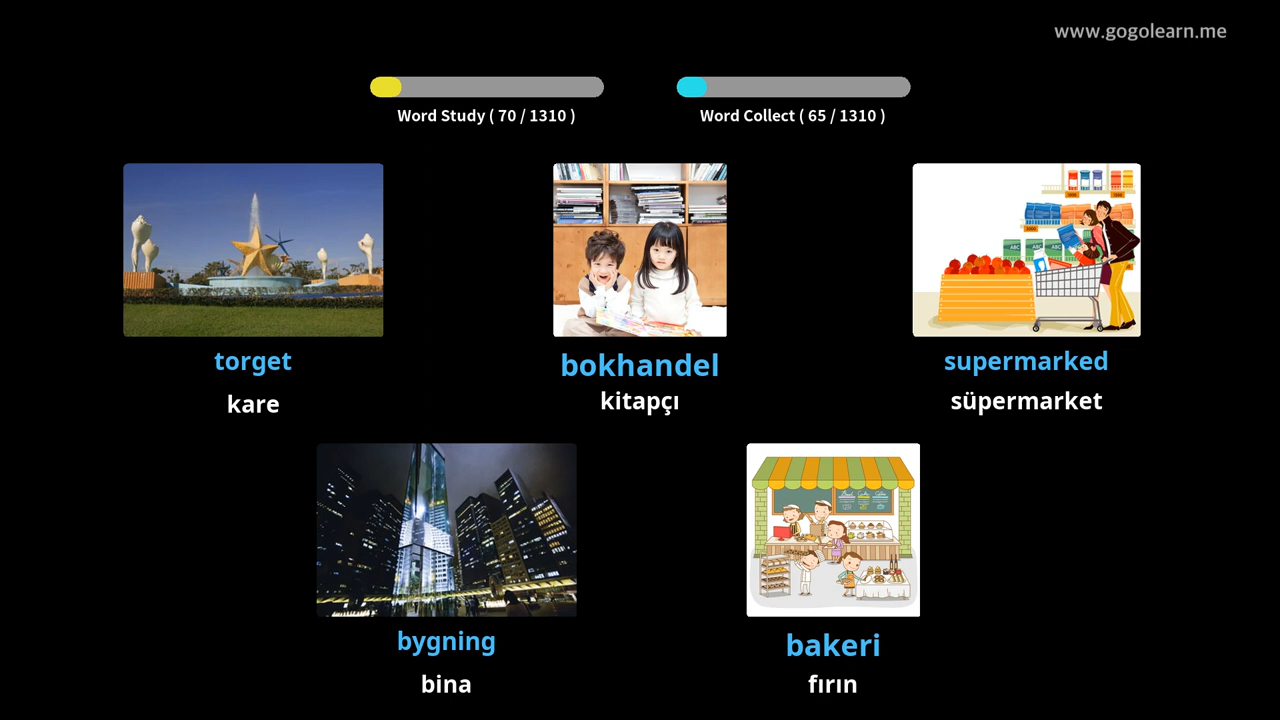 www.gogolearn.me
Word Study ( 70 / 1310 )
Word Collect ( 65 / 1310 )
torget
kare
bokhandel
kitapçı
supermarked
süpermarket
bygning
bina
bakeri
fırın